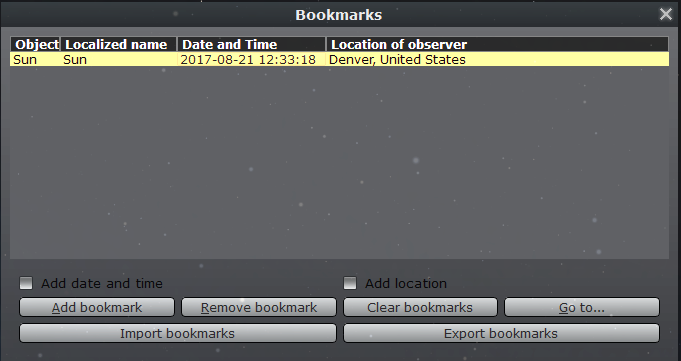 Bookmarks
Object Localized name Date and Time Location of observer
Sun Sun 2017-08-21 12:33:18 Denver, United States
Add date and time Add location
Add bookmark Remove bookmark Clear bookmarks Go to...
Import bookmarks Export bookmarks